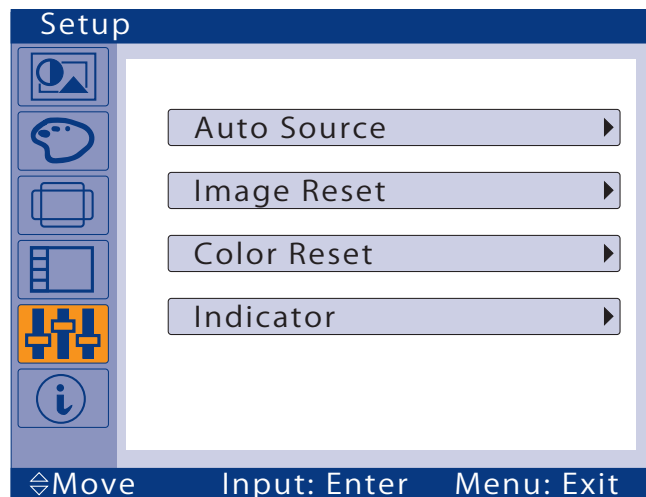 Setup
Auto Source
Image Reset
Color Reset
Indicator
Move Input: Enter Menu: Exit